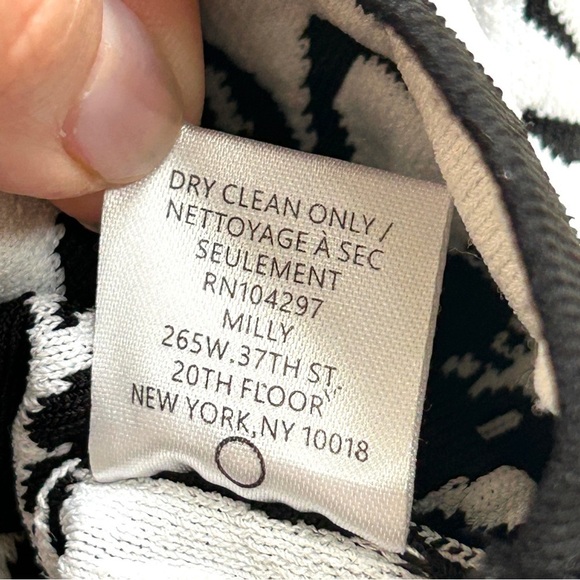 DRY CLEAN ONLY /
NETTOYAGE À SEC
SEULEMENT
RN104297
MILLY
265W.37TH ST.
20TH FLOOR
NEW YORK,NY 10018